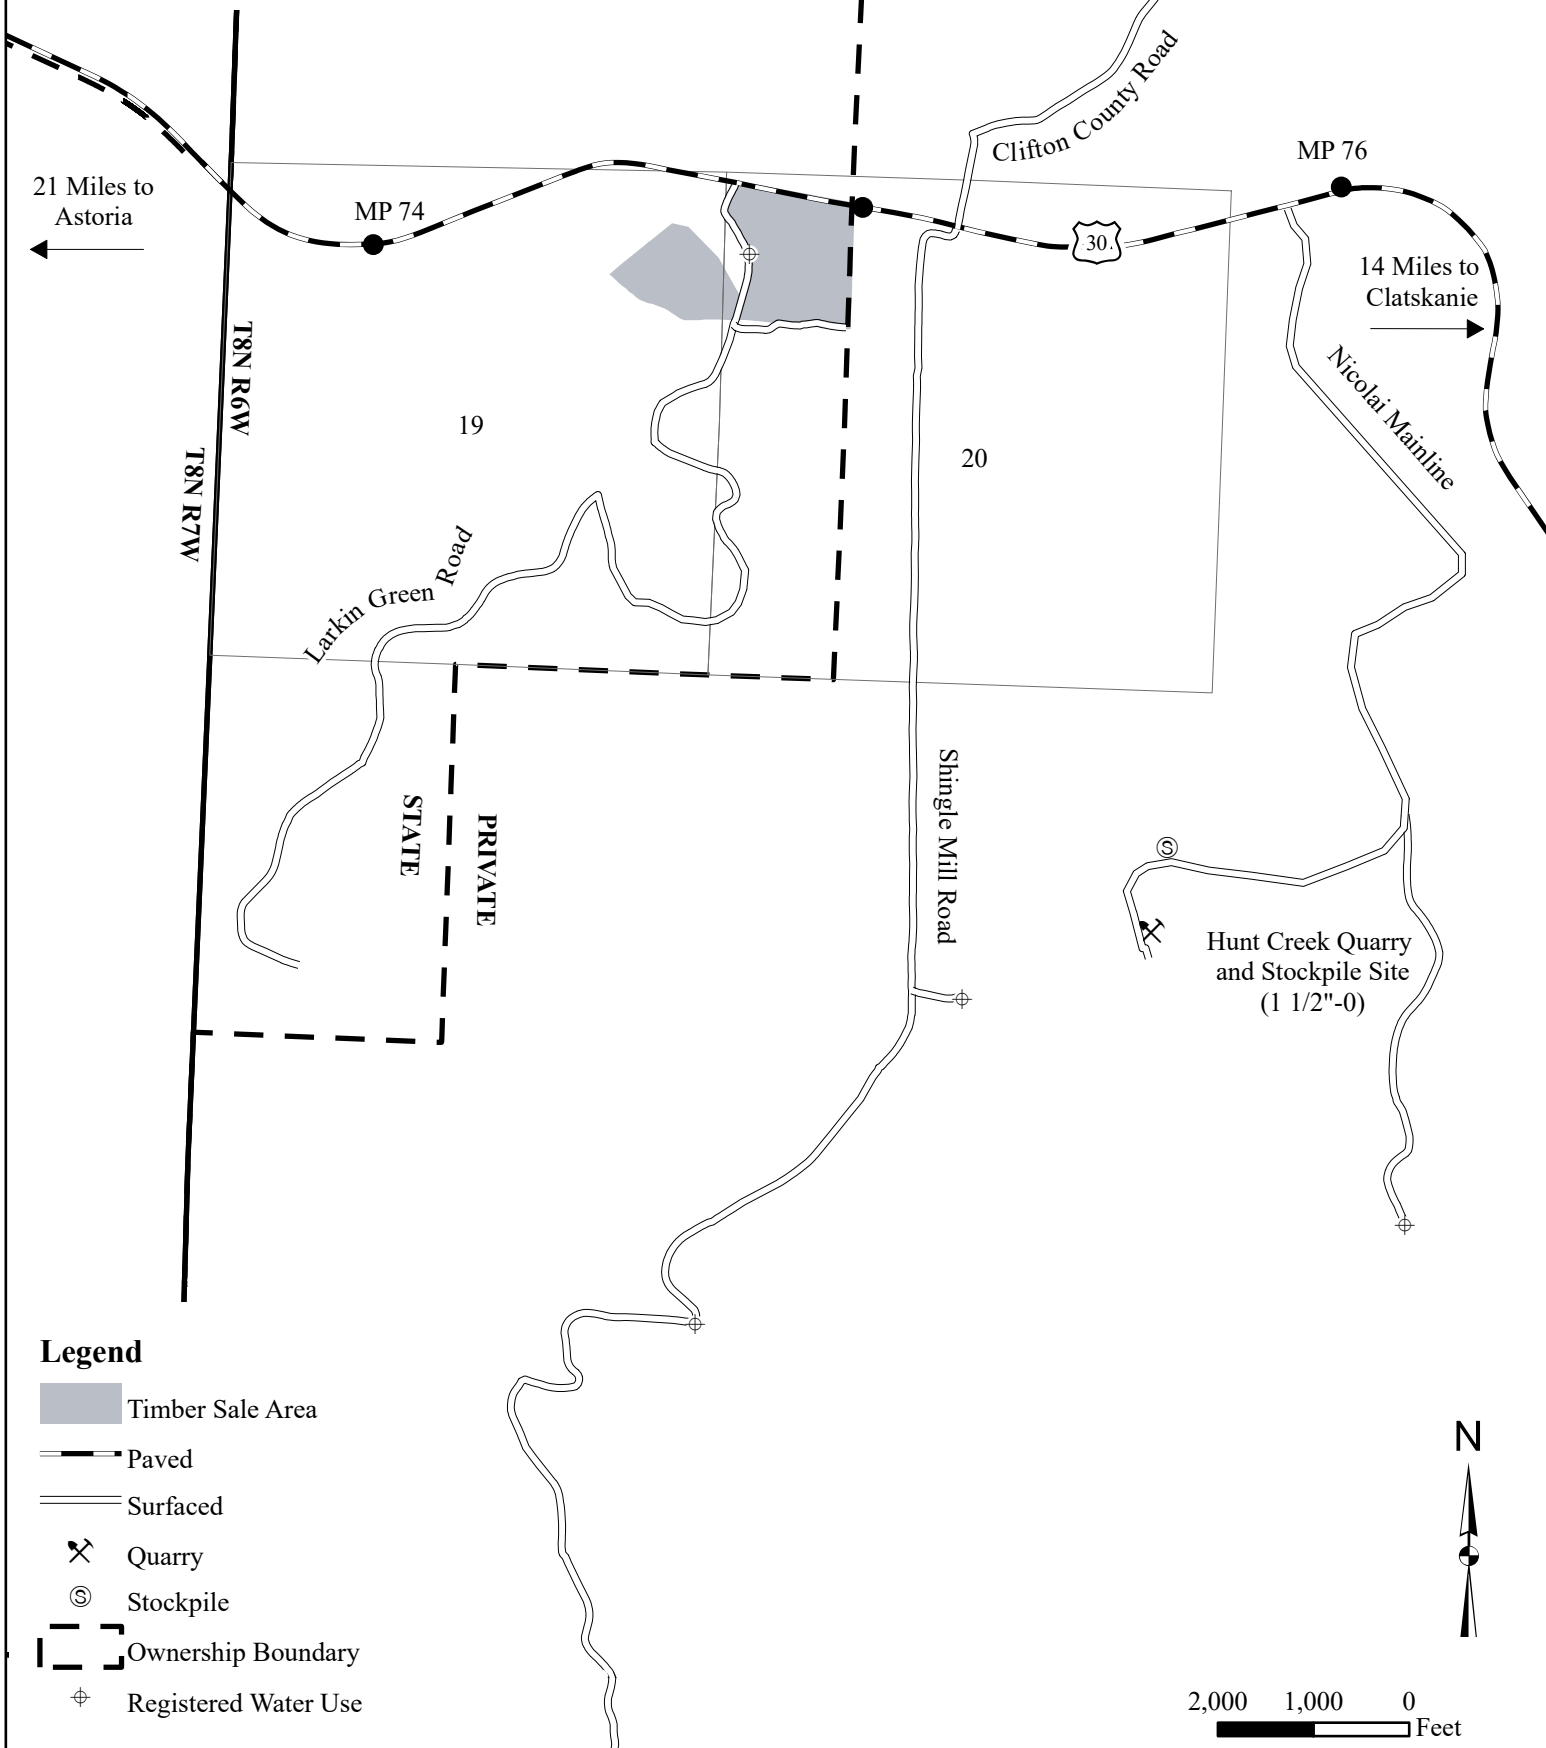 Clifton County Road
MP 76
21 Miles to
Astoria
MP 74
30
14 Miles to
Clatskanie
T8N R6W
T8N R7W
19
20
Nicolai Mainline
Larkin Green Road
STATE
PRIVATE
Shingle Mill Road
S
Hunt Creek Quarry
and Stockpile Site
(1 1/2"-0)
Legend
Timber Sale Area
Paved
Surfaced
Quarry
S Stockpile
Ownership Boundary
Registered Water Use
N
2,000 1,000 0
Feet